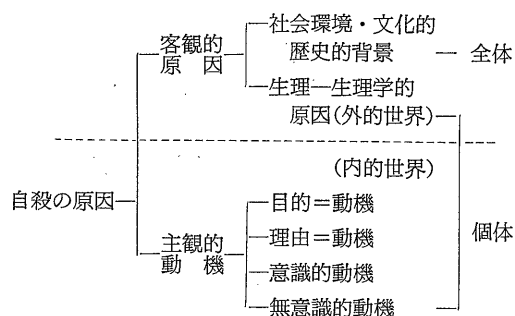 社会環境・文化的
客観的
歴史的背景
全体
原因
生理―生理学的
原因(外的世界)
(内的世界)
自殺の原因
目的=動機
主観的
理由=動機
個体
動機
意識的動機
無意識的動機